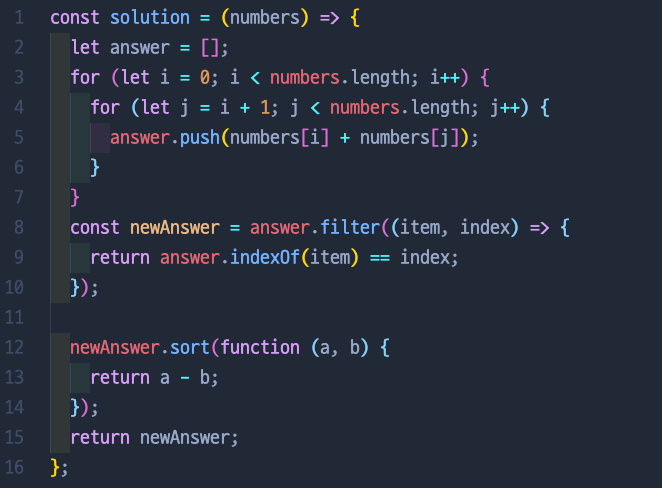 1 const solution = (numbers) => {
2 let answer = [];
3 for (let i = 0; i < numbers.length; i++) {
4 for (let j = i + 1; j < numbers.length; j++) {
5 answer.push(numbers[i] + numbers[j]);
6 }
7 }
8 const newAnswer = answer.filter((item, index) => {
9 return answer.indexOf(item) == index;
10 });
11
12 newAnswer.sort(function (a, b) {
13 return a - b;
14 });
15 return newAnswer;
16 };